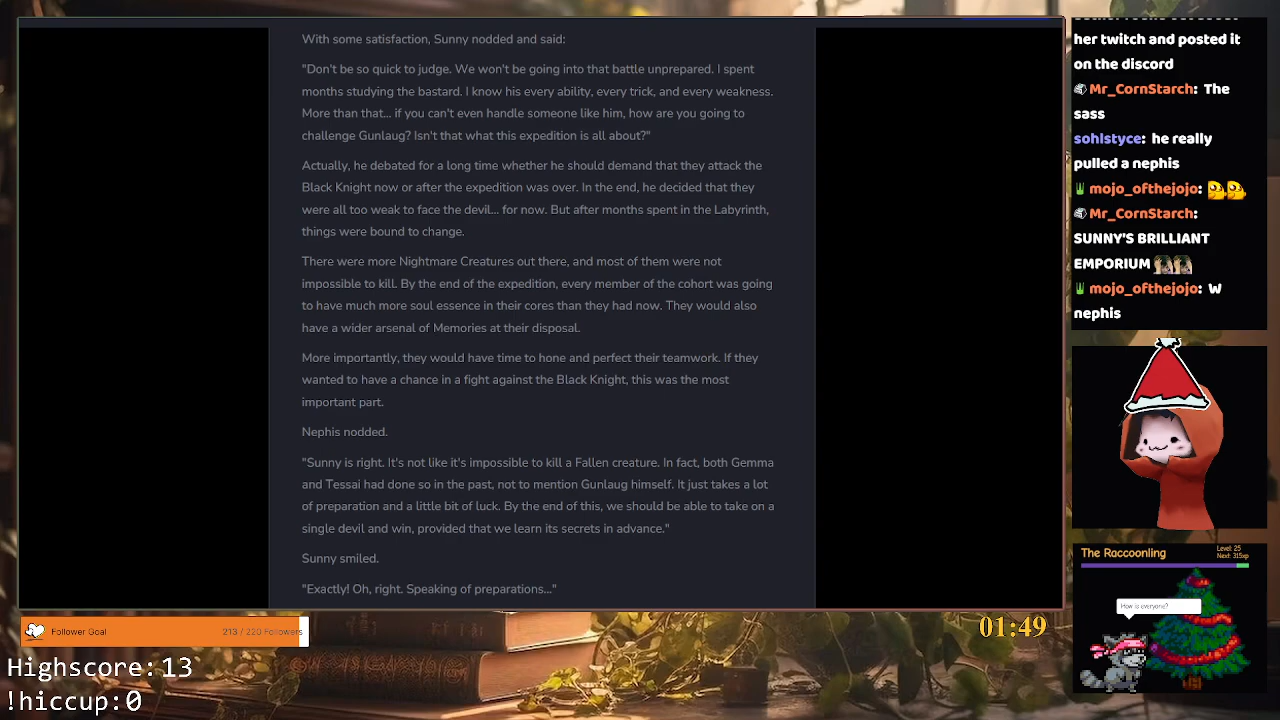 With some satisfaction, Sunny nodded and said:
"Don't be so quick to judge. We won't be going into that battle unprepared. I spent
months studying the bastard. I know his every ability, every trick, and every weakness.
More than that... if you can't even handle someone like him, how are you going to
challenge Gunlaug? Isn't that what this expedition is all about?"
Actually, he debated for a long time whether he should demand that they attack the
Black Knight now or after the expedition was over. In the end, he decided that they
were all too weak to face the devil... for now. But after months spent in the Labyrinth,
things were bound to change.
There were more Nightmare Creatures out there, and most of them were not
impossible to kill. By the end of the expedition, every member of the cohort was going
to have much more soul essence in their cores than they had now. They would also
have a wider arsenal of Memories at their disposal.
More importantly, they would have time to hone and perfect their teamwork. If they
wanted to have a chance in a fight against the Black Knight, this was the most
important part.
Nephis nodded.
"Sunny is right. It's not like it's impossible to kill a Fallen creature. In fact, both Gemma
and Tessai had done so in the past, not to mention Gunlaug himself. It just takes a lot
of preparation and a little bit of luck. By the end of this, we should be able to take on a
single devil and win, provided that we learn its secrets in advance."
Sunny smiled.
"Exactly! Oh, right. Speaking of preparations..."
her twitch and posted it
on the discord
Mr_CornStarch: The
sass
sohlstyce: he really
pulled a nephis
mojo_ofthejojo:
Mr_CornStarch:
SUNNY'S BRILLIANT
EMPORIUM
mojo_ofthejojo: W
nephis
The Raccoonling
Level: 25
Next: 315xp
How is everyone?
Follower Goal
213 / 220 Followers
01:49
Highscore:13
!hiccup:0